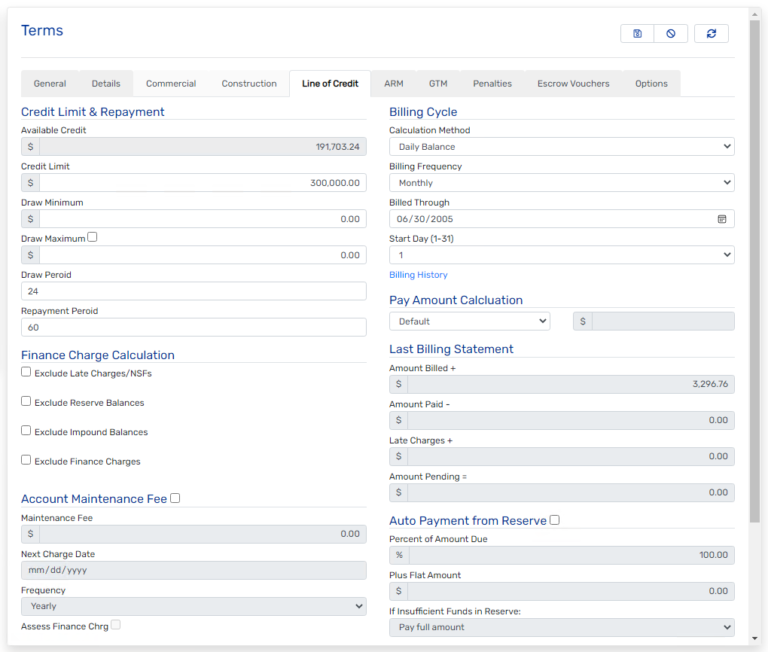 Terms
General Details Commercial Construction Line of Credit ARM GTM Penalties Escrow Vouchers Options
Credit Limit & Repayment
Available Credit
$ 191,703.24
Credit Limit
$ 300,000.00
Draw Minimum
$ 0.00
Draw Maximum
$ 0.00
Draw Peroid
24
Repayment Peroid
60
Finance Charge Calculation
Exclude Late Charges/NSFs
Exclude Reserve Balances
Exclude Impound Balances
Exclude Finance Charges
Account Maintenance Fee
Maintenance Fee
$ 0.00
Next Charge Date
mm/dd/yyyy
Frequency
Yearly
Assess Finance Chrg
Billing Cycle
Calculation Method
Daily Balance
Billing Frequency
Monthly
Billed Through
06/30/2005
Start Day (1-31)
1
Billing History
Pay Amount Calcluation
Default $
Last Billing Statement
Amount Billed +
$ 3,296.76
Amount Paid -
$ 0.00
Late Charges +
$ 0.00
Amount Pending =
$ 0.00
Auto Payment from Reserve
Percent of Amount Due
% 100.00
Plus Flat Amount
$ 0.00
If Insufficient Funds in Reserve:
Pay full amount